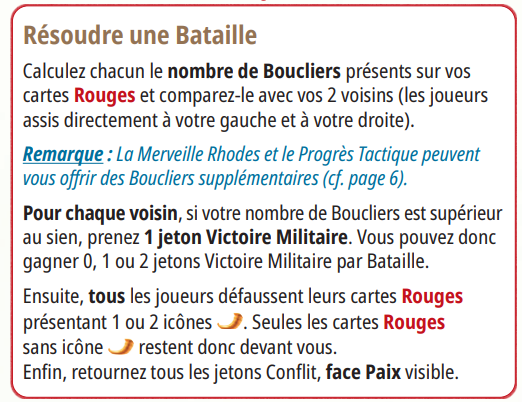 Résoudre une Bataille
Calculez chacun le nombre de Boucliers présents sur vos
cartes Rouges et comparez-le avec vos 2 voisins (les joueurs
assis directement à votre gauche et à votre droite).
Remarque : La Merveille Rhodes et le Progrès Tactique peuvent
vous offrir des Boucliers supplémentaires (cf. page 6).
Pour chaque voisin, si votre nombre de Boucliers est supérieur
au sien, prenez 1 jeton Victoire Militaire. Vous pouvez donc
gagner 0, 1 ou 2 jetons Victoire Militaire par Bataille.
Ensuite, tous les joueurs défaussent leurs cartes Rouges
présentant 1 ou 2 icônes . Seules les cartes Rouges
sans icône restent donc devant vous.
Enfin, retournez tous les jetons Conflit, face Paix visible.